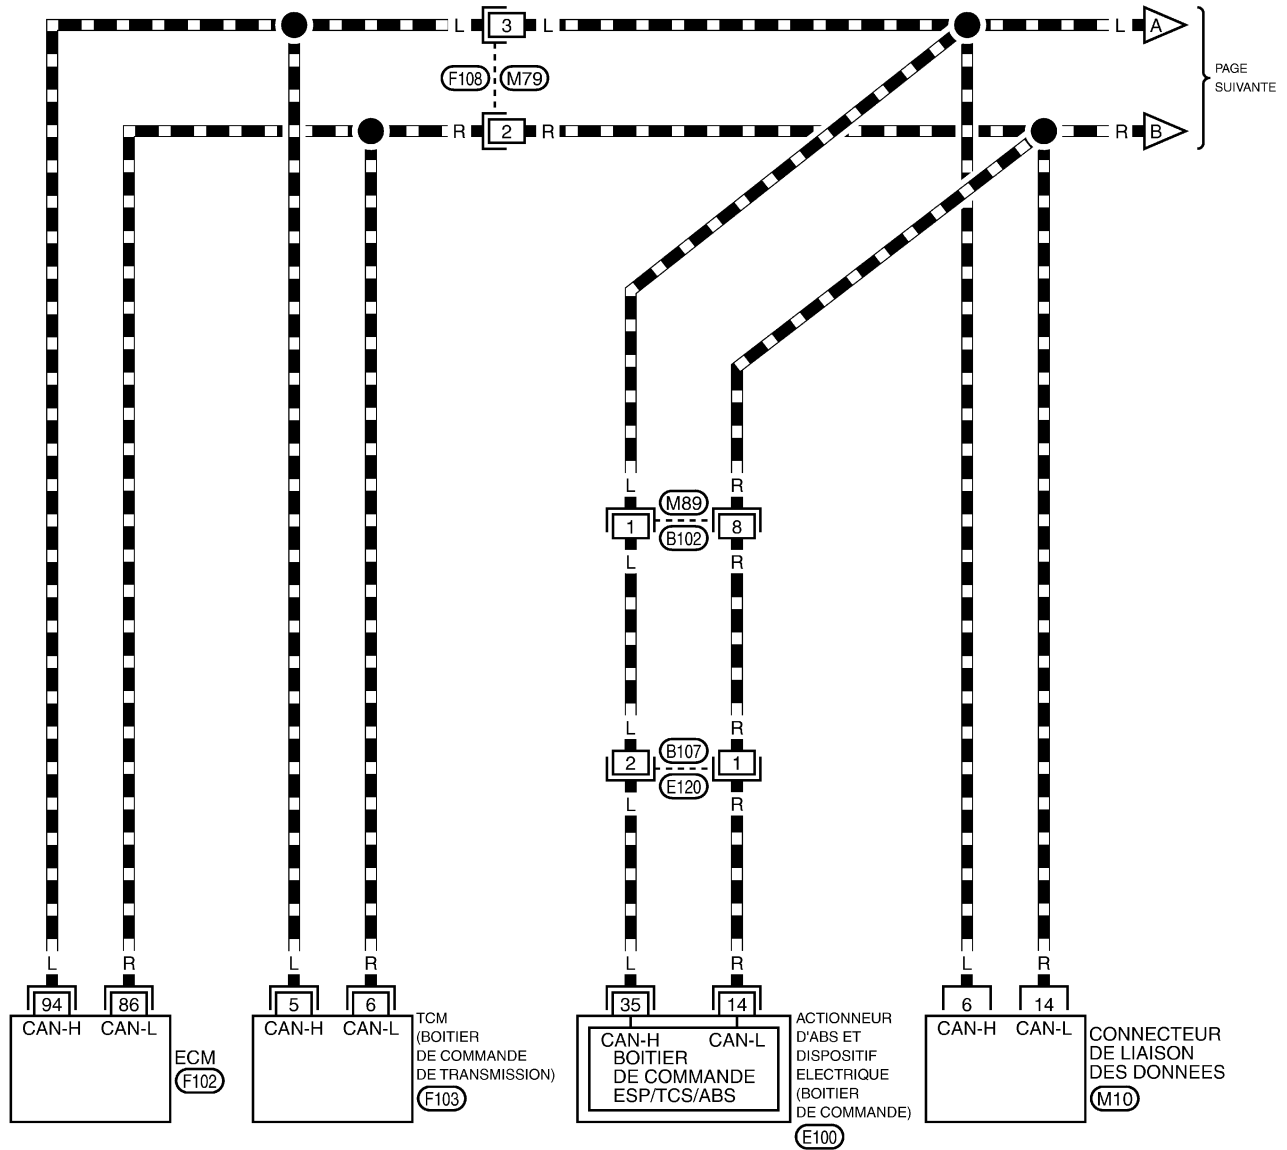 L 3 L L A
F108 M79
PAGE
SUIVANTE
R 2 R R B
L R
M89
1 8
B102
L R
L R
B107
2 1
E120
L R
L R L R L R L R
94 86 5 6 35 14 6 14
CAN-H CAN-L
ECM
F102
CAN-H CAN-L
TCM
(BOITIER
DE COMMANDE
DE TRANSMISSION)
F103
CAN-H CAN-L
BOITIER
DE COMMANDE
ESP/TCS/ABS
ACTIONNEUR
D'ABS ET
DISPOSITIF
ELECTRIQUE
(BOITIER
DE COMMANDE)
E100
CAN-H CAN-L
CONNECTEUR
DE LIAISON
DES DONNEES
M10